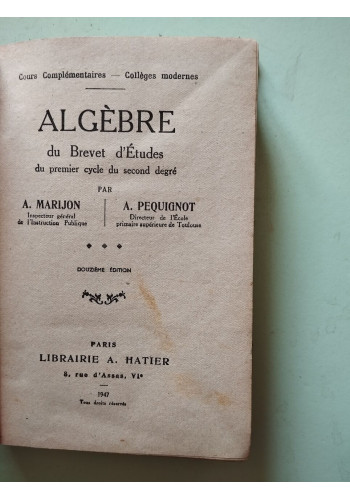 Cours Complémentaires — Collèges modernes
ALGÈBRE
du Brevet d'Études
du premier cycle du second degré
PAR
A. MARIJON
Inspecteur général
de l'Instruction Publique
A. PEQUIGNOT
Directeur de l'École
primaire supérieure de Toulouse
DOUZIÈME ÉDITION
PARIS
LIBRAIRIE A. HATIER
8, rue d'Assas, VIe
1947
Tous droits réservés